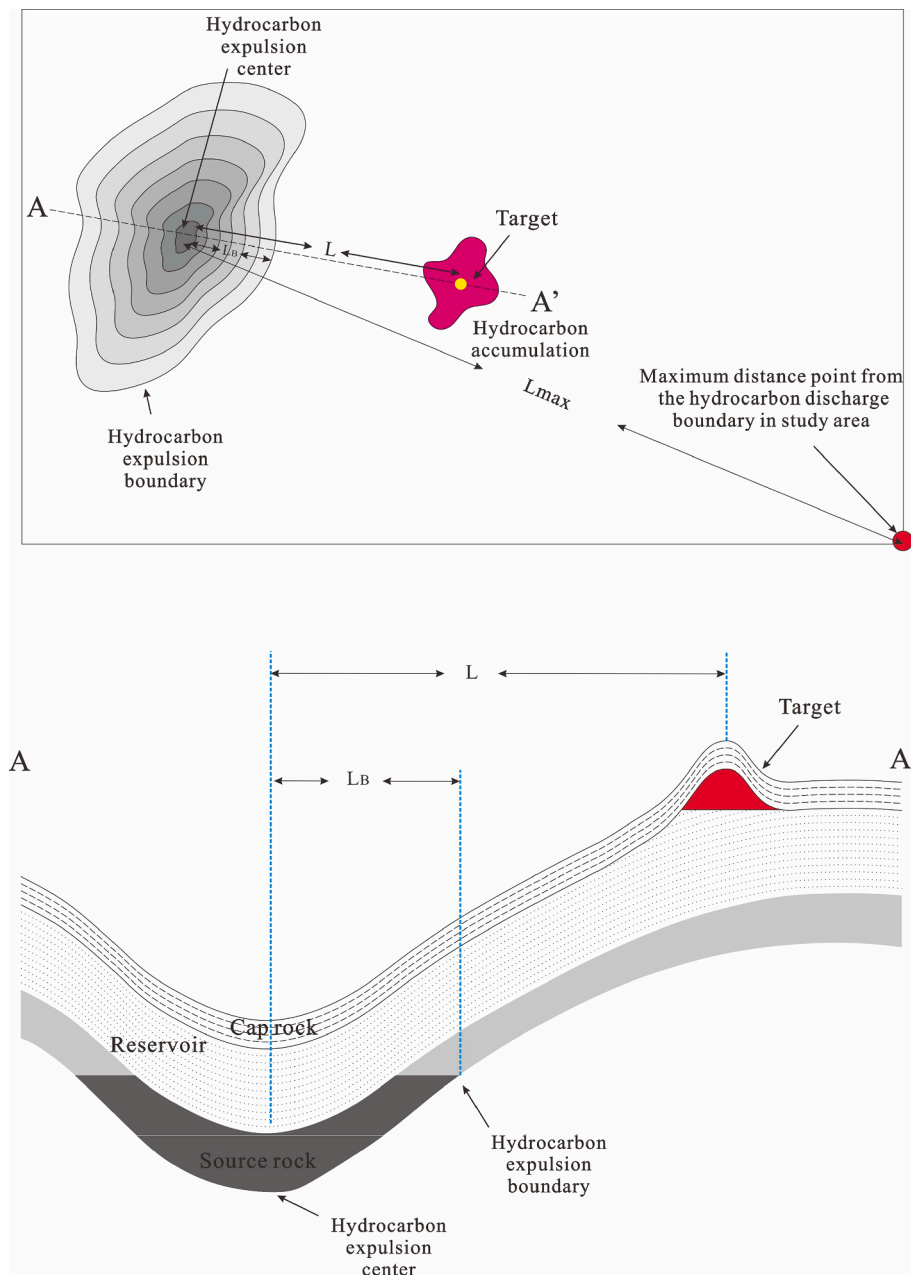 Hydrocarbon
expulsion
center
A
Target
L
LB
A’
Hydrocarbon
accumulation
Lmax
Maximum distance point from
the hydrocarbon discharge
boundary in study area
Hydrocarbon
expulsion
boundary
L
Target
A
A
LB
Cap rock
Reservoir
Source rock
Hydrocarbon
expulsion
boundary
Hydrocarbon
expulsion
center